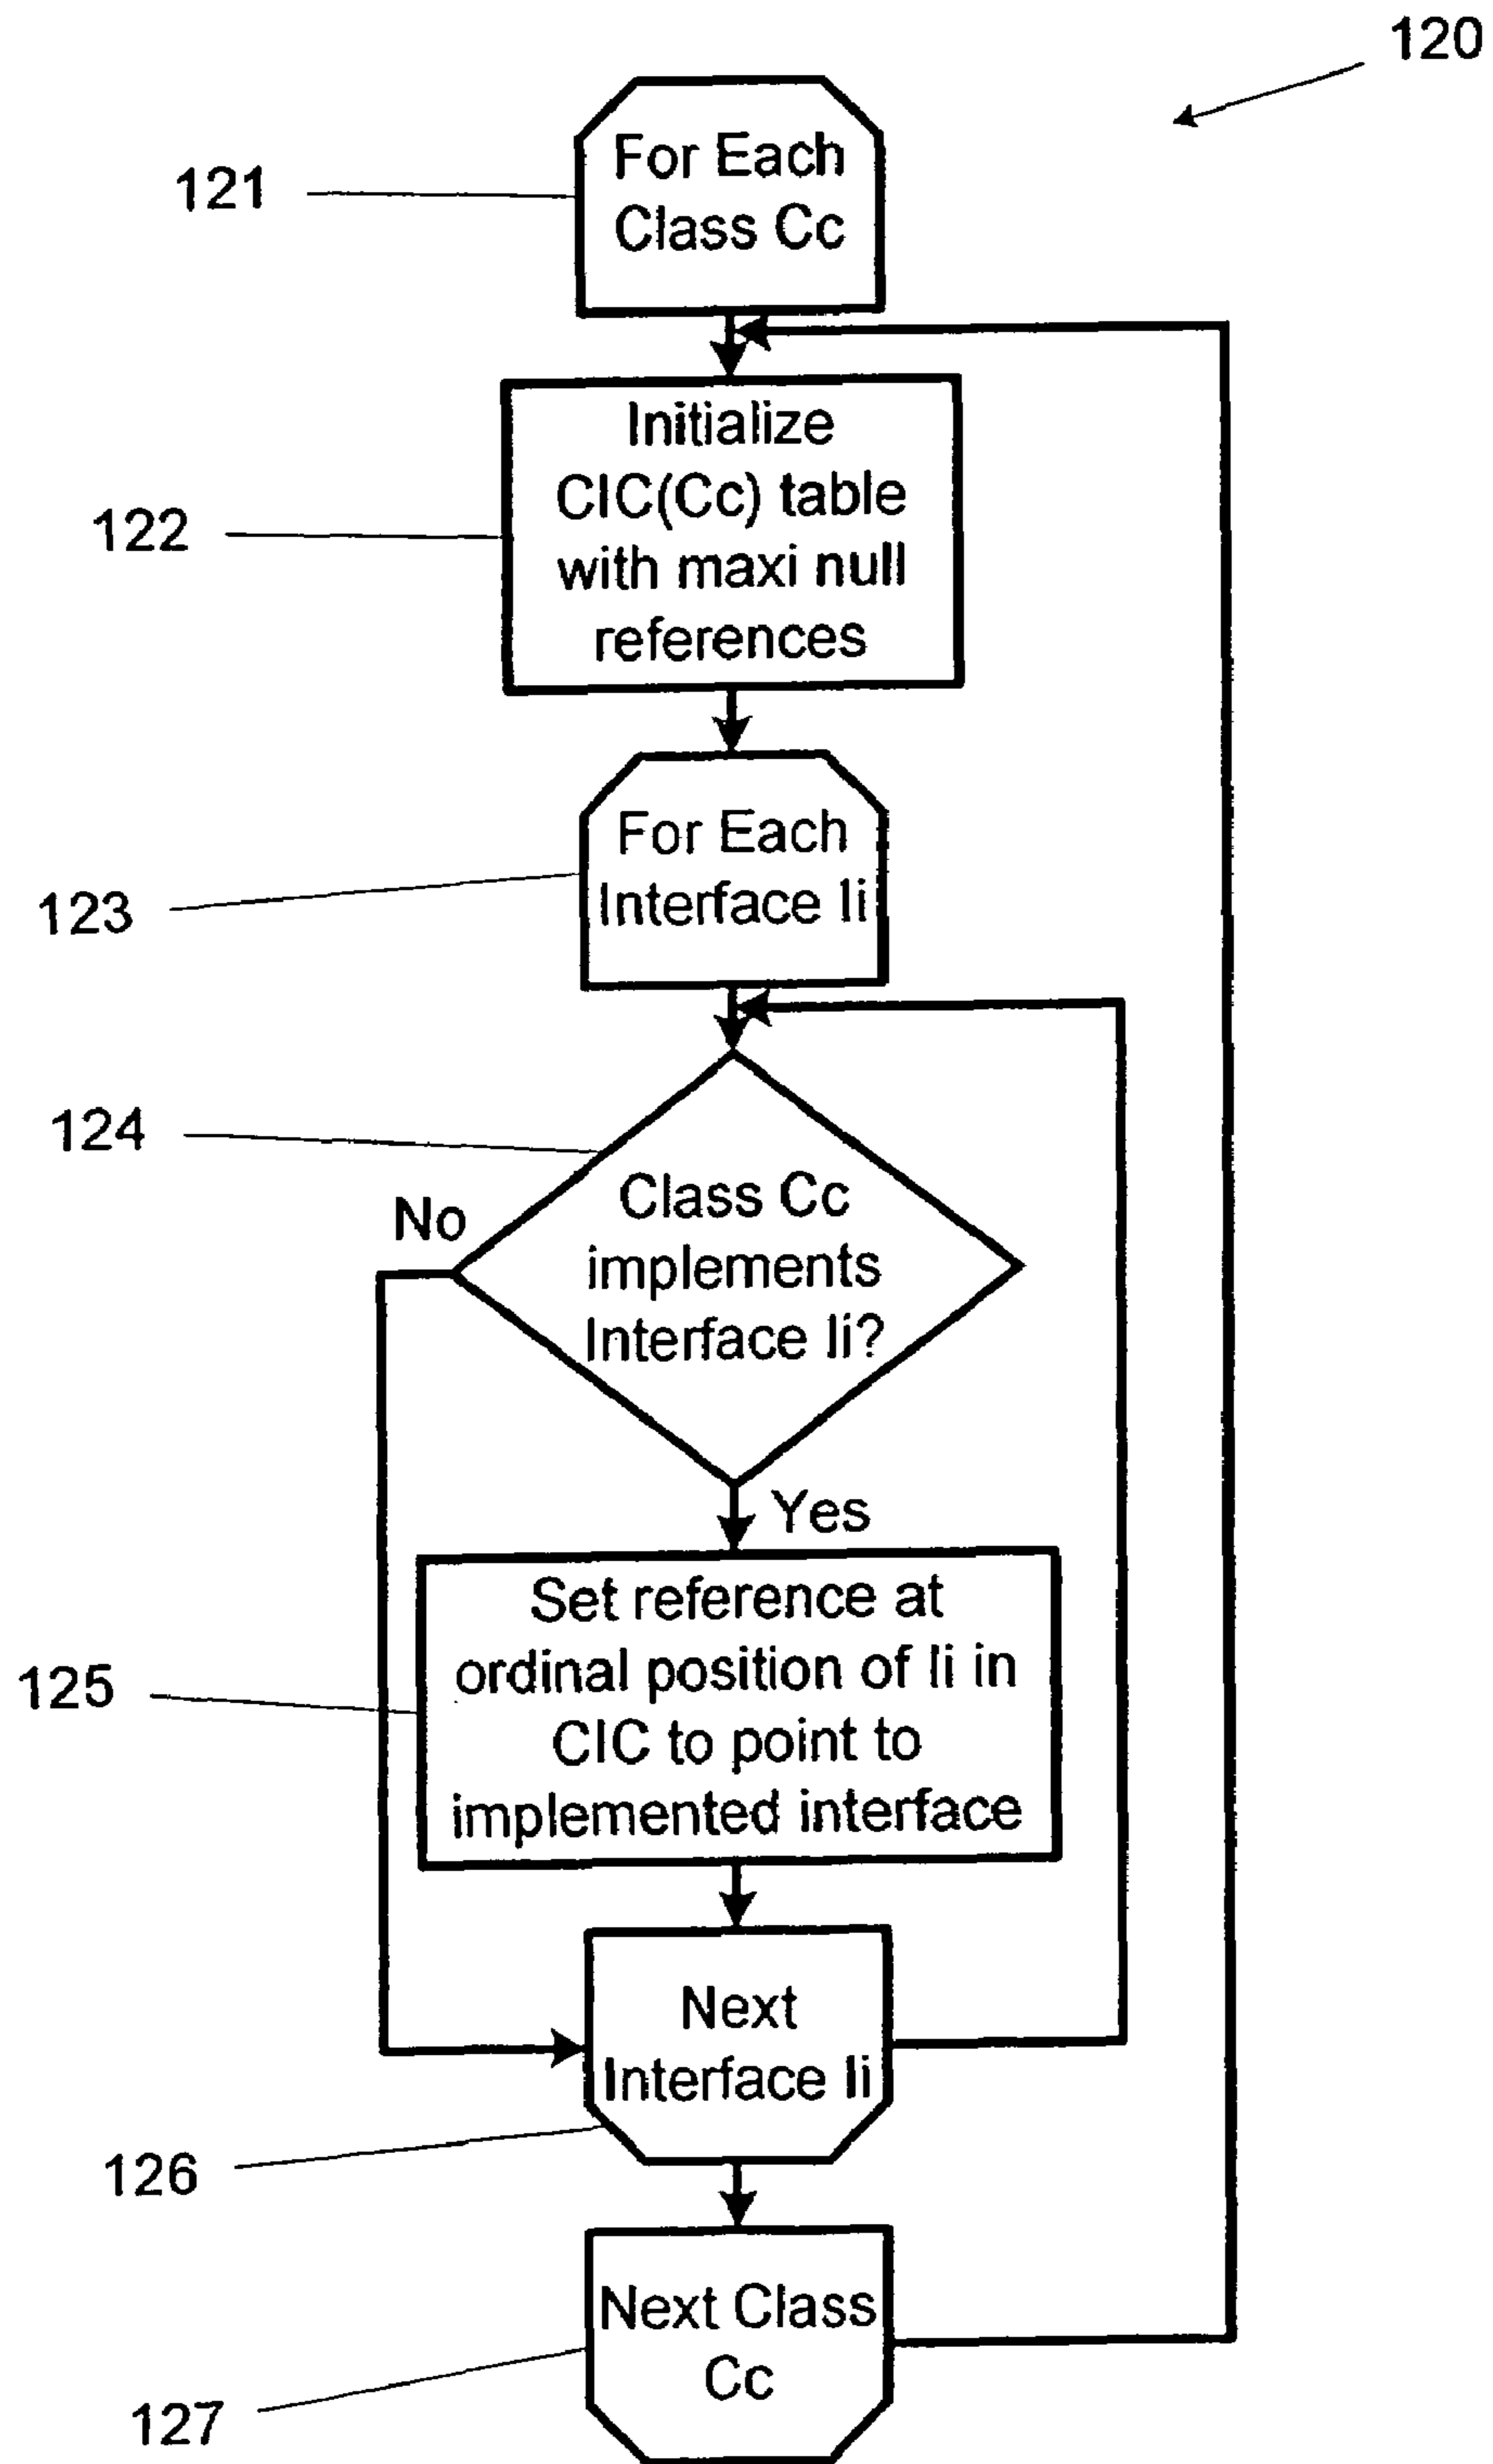 120
121
For Each
Class Cc
122
Initialize
CIC(Cc) table
with maxi null
references
123
For Each
Interface Ii
124
No
Class Cc
implements
Interface Ii?
Yes
125
Set reference at
ordinal position of Ii in
CIC to point to
implemented interface
Next
Interface Ii
126
Next Class
Cc
127